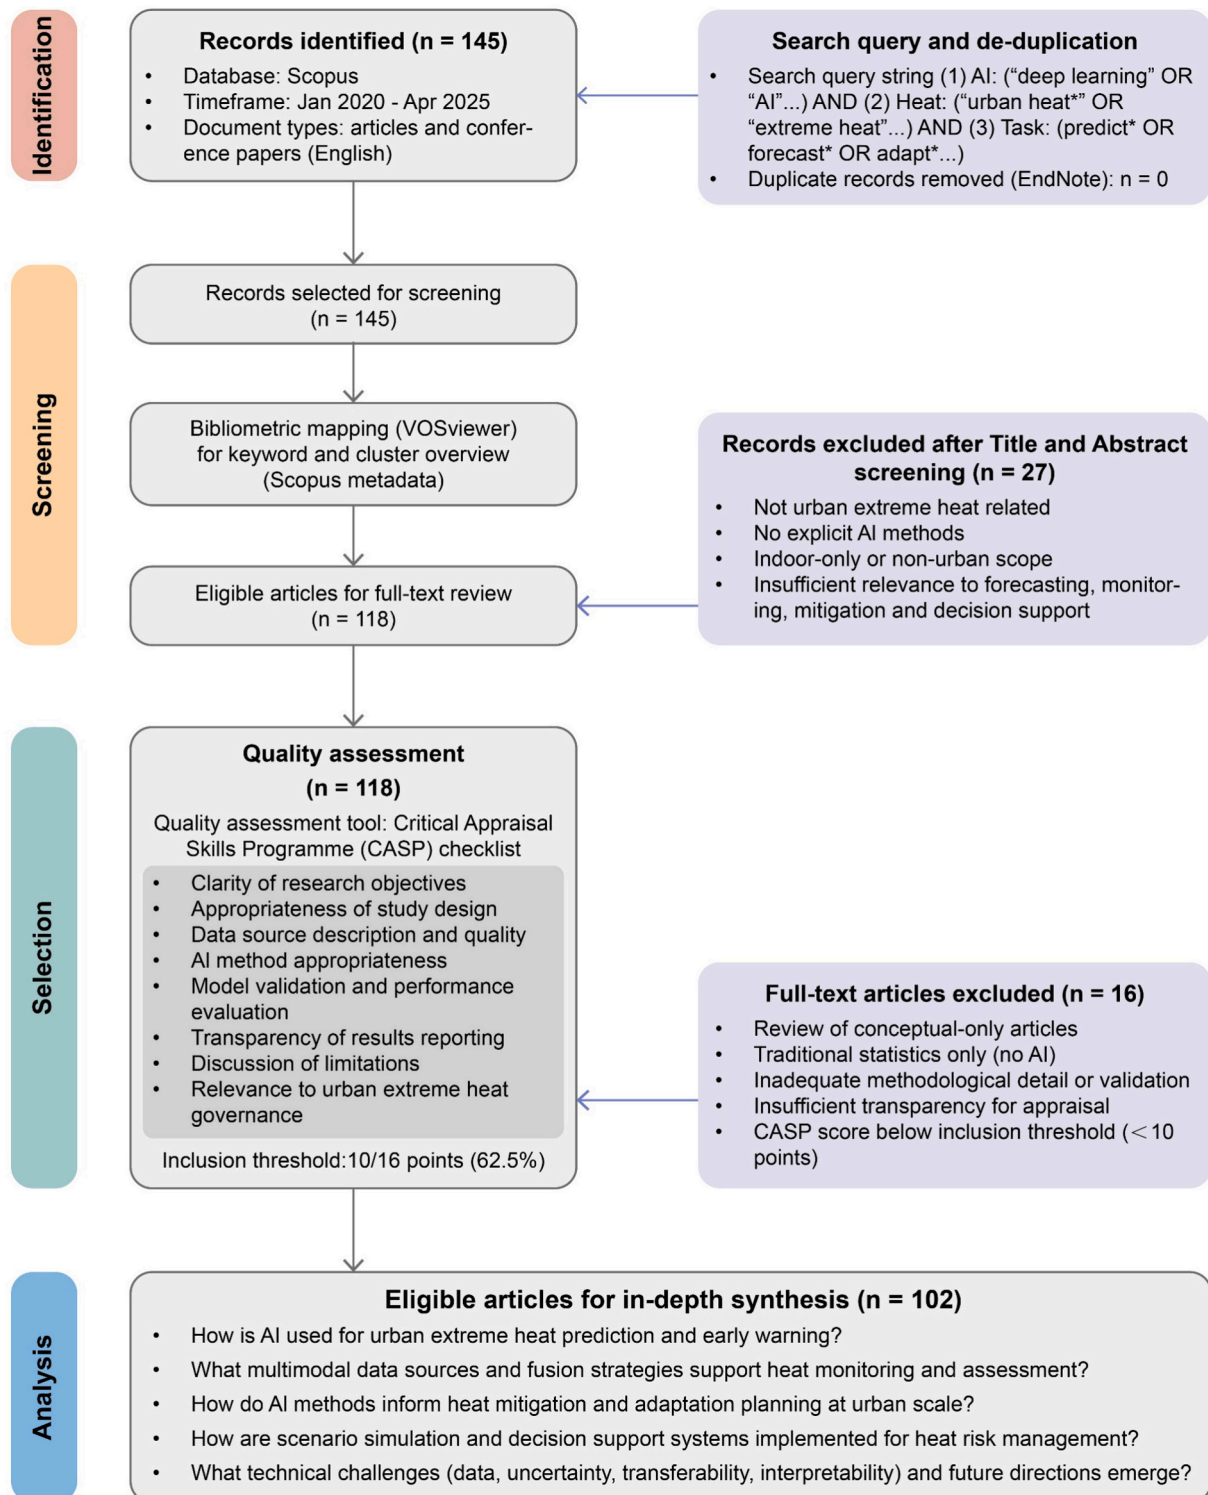 Identification
Records identified (n = 145)
• Database: Scopus
• Timeframe: Jan 2020 - Apr 2025
• Document types: articles and confer-
ence papers (English)
Search query and de-duplication
• Search query string (1) AI: (“deep learning” OR
“AI”...) AND (2) Heat: (“urban heat*” OR
“extreme heat”...) AND (3) Task: (predict* OR
forecast* OR adapt*...)
• Duplicate records removed (EndNote): n = 0
Screening
Records selected for screening
(n = 145)
Bibliometric mapping (VOSviewer)
for keyword and cluster overview
(Scopus metadata)
Eligible articles for full-text review
(n = 118)
Records excluded after Title and Abstract
screening (n = 27)
• Not urban extreme heat related
• No explicit AI methods
• Indoor-only or non-urban scope
• Insufficient relevance to forecasting, monitor-
ing, mitigation and decision support
Selection
Quality assessment
(n = 118)
Quality assessment tool: Critical Appraisal
Skills Programme (CASP) checklist
• Clarity of research objectives
• Appropriateness of study design
• Data source description and quality
• AI method appropriateness
• Model validation and performance
evaluation
• Transparency of results reporting
• Discussion of limitations
• Relevance to urban extreme heat
governance
Inclusion threshold:10/16 points (62.5%)
Full-text articles excluded (n = 16)
• Review of conceptual-only articles
• Traditional statistics only (no AI)
• Inadequate methodological detail or validation
• Insufficient transparency for appraisal
• CASP score below inclusion threshold (<10
points)
Analysis
Eligible articles for in-depth synthesis (n = 102)
• How is AI used for urban extreme heat prediction and early warning?
• What multimodal data sources and fusion strategies support heat monitoring and assessment?
• How do AI methods inform heat mitigation and adaptation planning at urban scale?
• How are scenario simulation and decision support systems implemented for heat risk management?
• What technical challenges (data, uncertainty, transferability, interpretability) and future directions emerge?